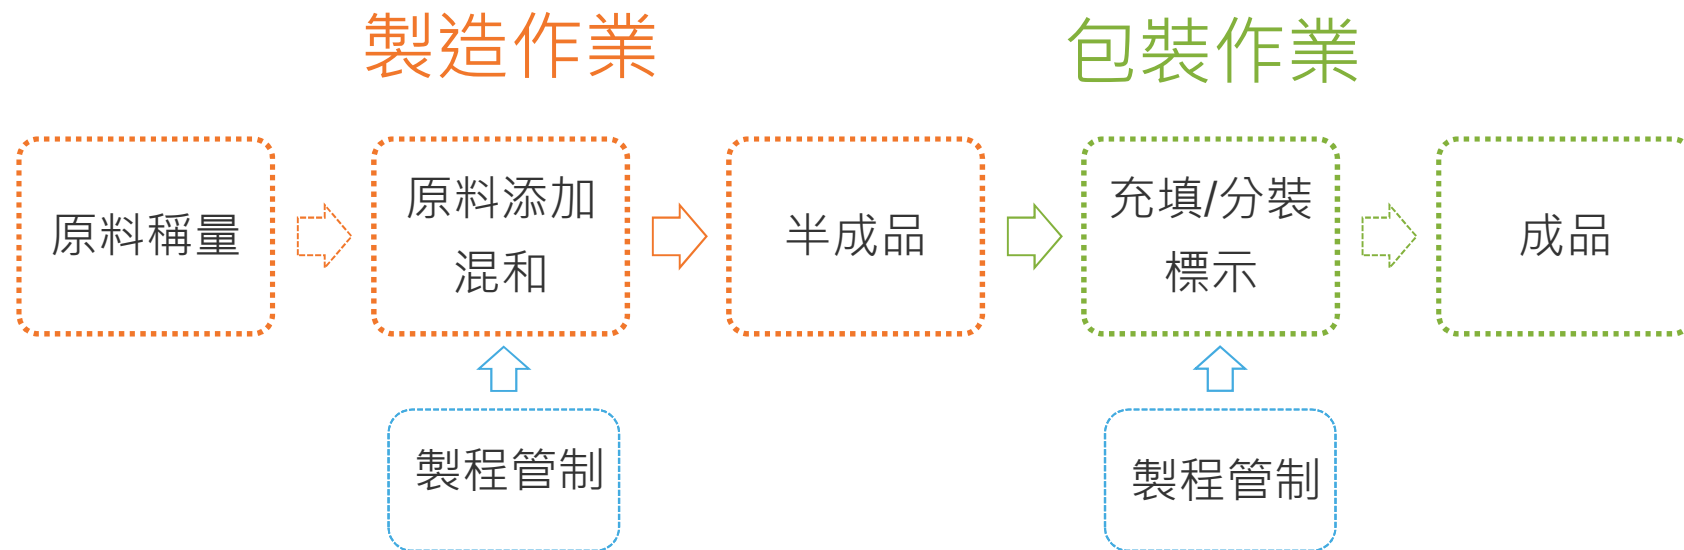 製造作業
包裝作業
原料稱量
原料添加
混和
半成品
充填/分裝
標示
成品
製程管制
製程管制